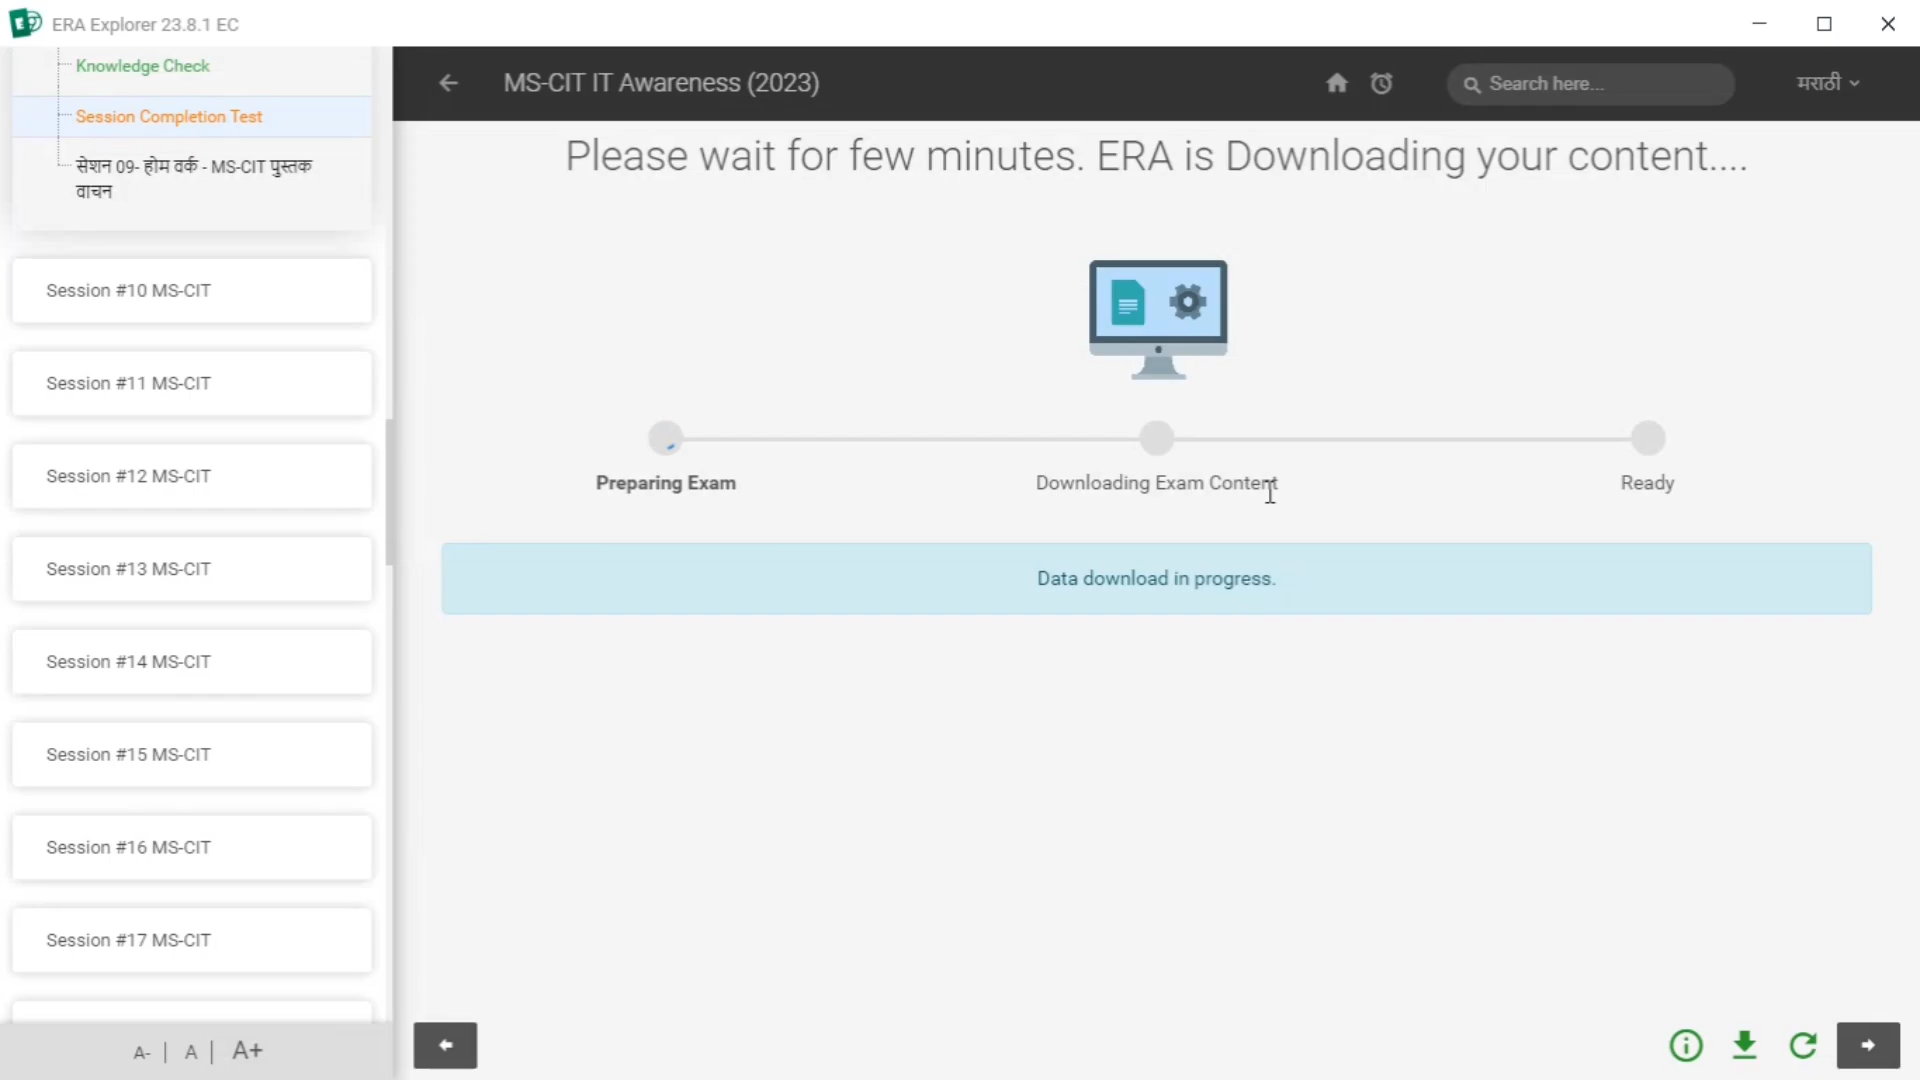 ERA Explorer 23.8.1 EC
Knowledge Check
Session Completion Test
सेशन 09- होम वर्क - MS-CIT पुस्तक
वाचन
Session #10 MS-CIT
Session #11 MS-CIT
Session #12 MS-CIT
Session #13 MS-CIT
Session #14 MS-CIT
Session #15 MS-CIT
Session #16 MS-CIT
Session #17 MS-CIT
A- | A | A+
MS-CIT IT Awareness (2023)
Search here...
मराठी
Please wait for few minutes. ERA is Downloading your content....
Preparing Exam
Downloading Exam Content
Ready
Data download in progress.